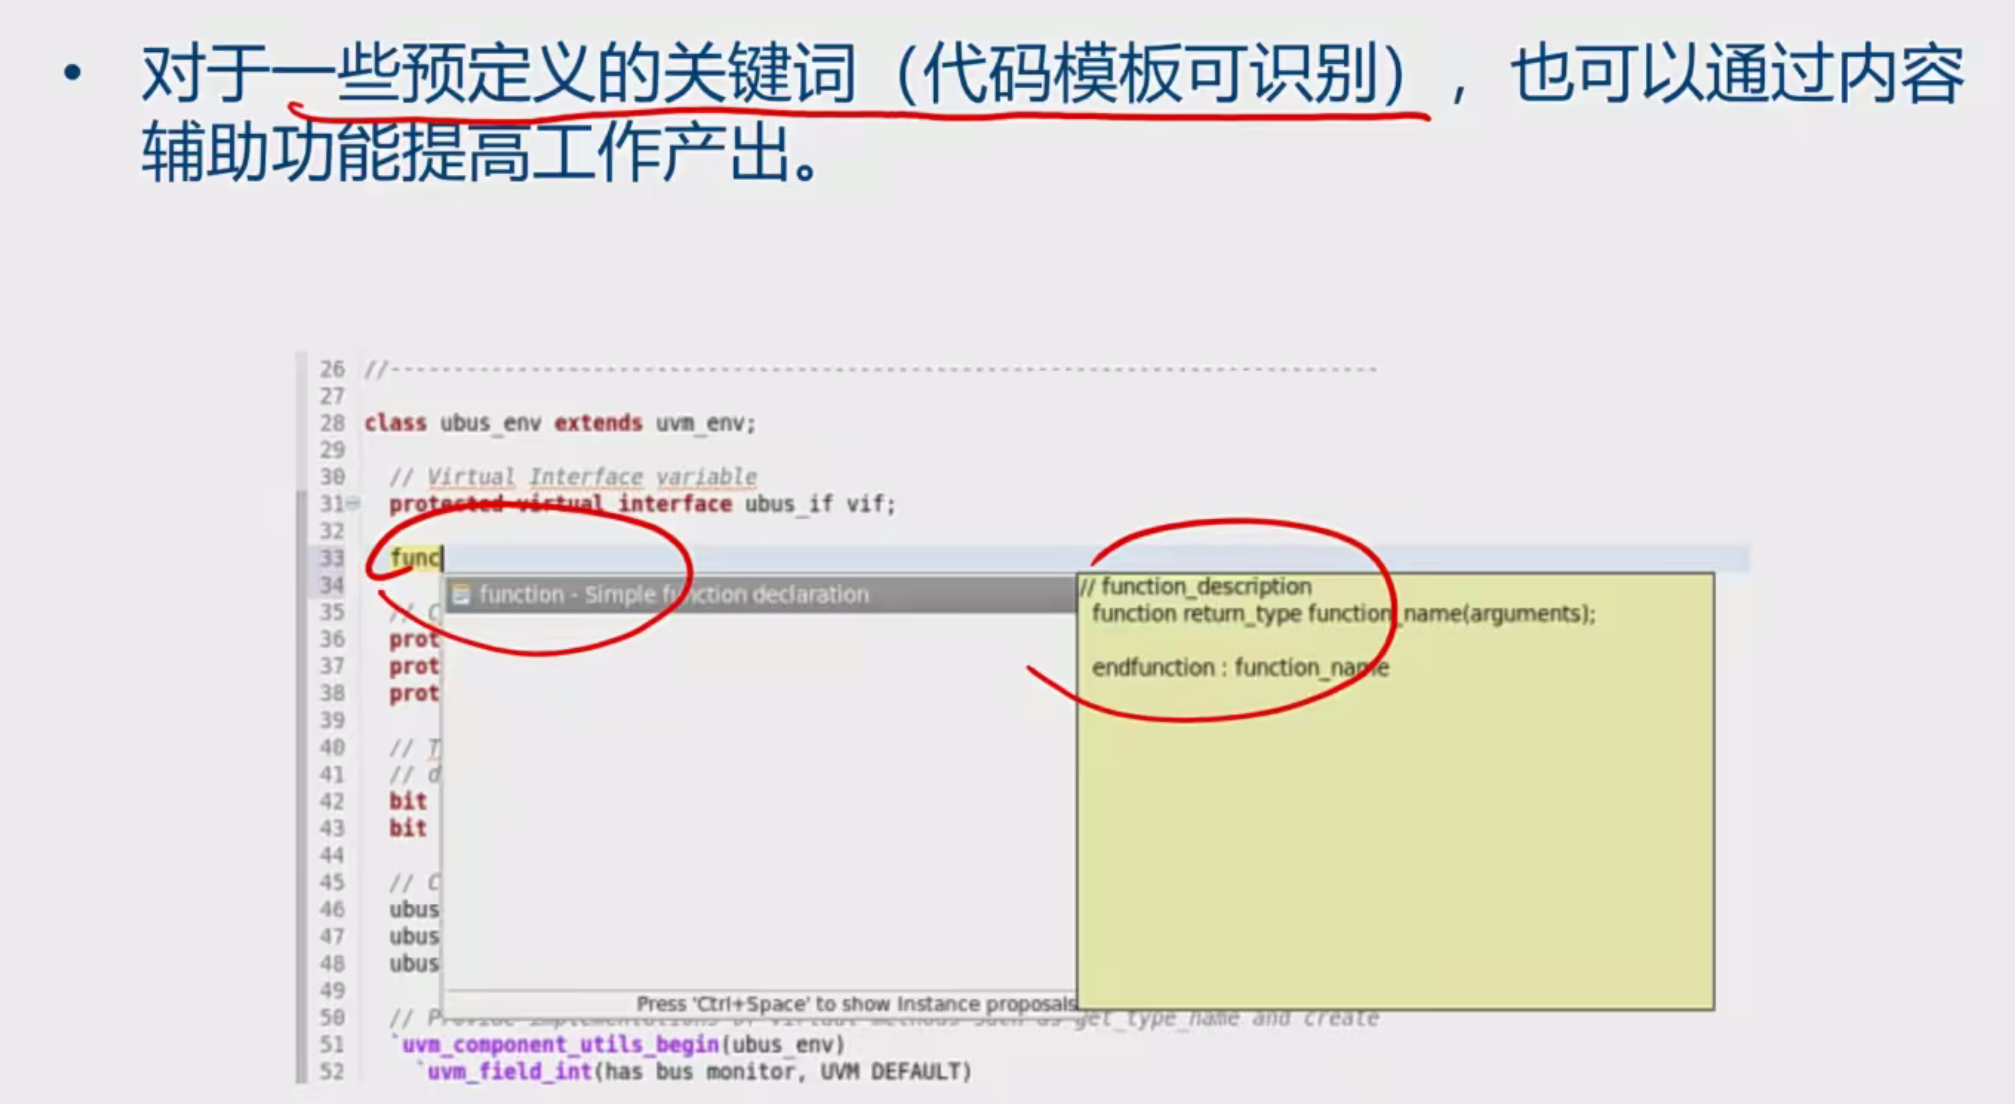 • 对于一些预定义的关键词（代码模板可识别），也可以通过内容
辅助功能提高工作产出。
26 //------------------------------------------------------------------------------
27
28 class ubus_env extends uvm_env;
29
30 // Virtual Interface variable
31 protected virtual interface ubus_if vif;
32
33 func
function - Simple function declaration
// function_description
function return_type function_name(arguments);
endfunction : function_name
34
35 // C
36 prot
37 prot
38 prot
39
40 // T
41 // d
42 bit
43 bit
44
45 // C
46 ubus
47 ubus
48 ubus
49
Press 'Ctrl+Space' to show Instance proposals
50 // Provide implementations of virtual methods such as get_type_name and create
51 `uvm_component_utils_begin(ubus_env)
52 `uvm_field_int(has_bus_monitor, UVM_DEFAULT)